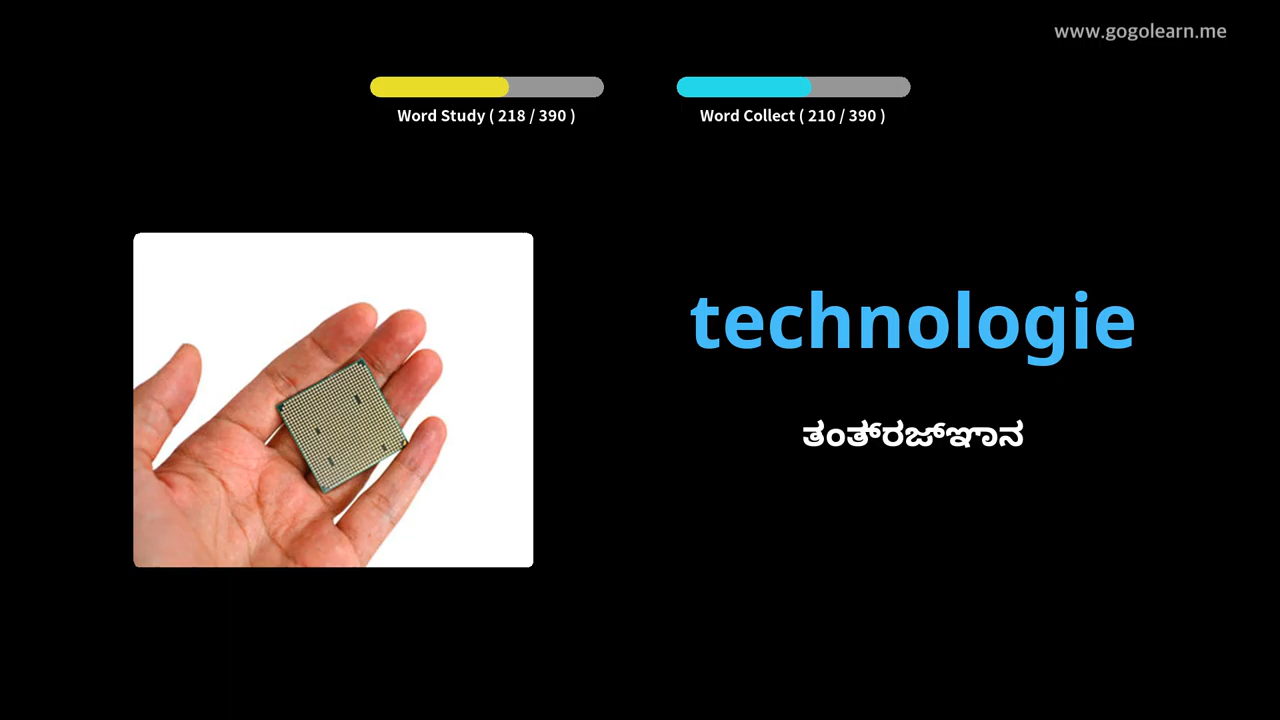 www.gogolearn.me
Word Study ( 218 / 390 )
Word Collect ( 210 / 390 )
technologie
ತಂತ್‌ರಜ್‌ಞಾನ